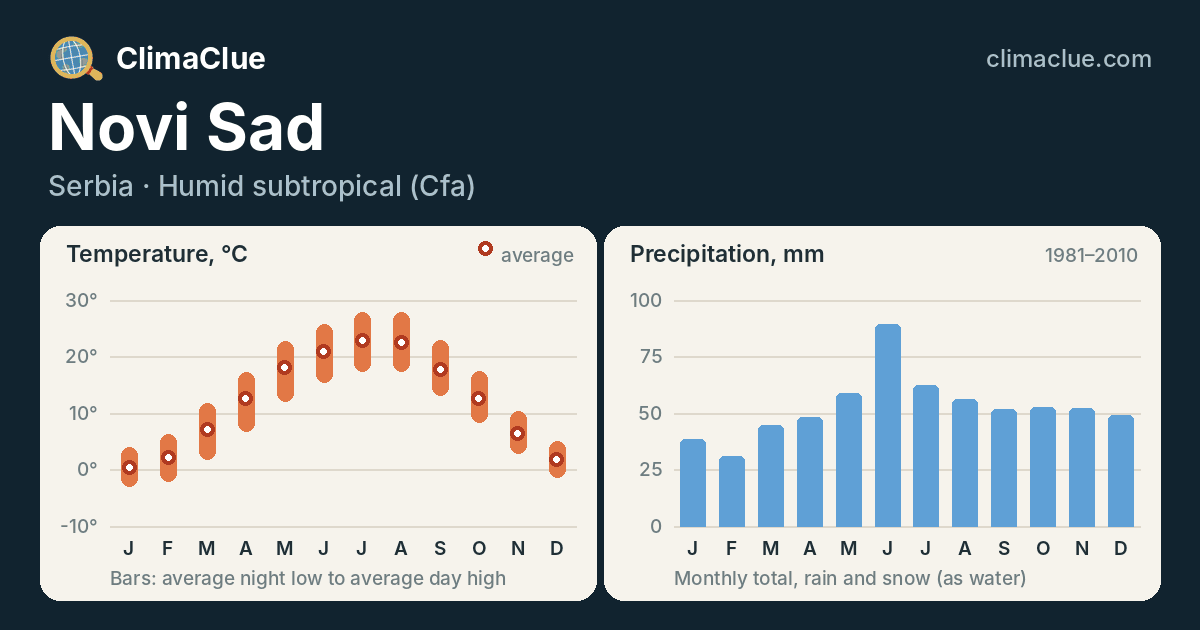 ClimaClue
climaclue.com
Novi Sad
Serbia · Humid subtropical (Cfa)
Temperature, °C
average
30°
20°
10°
0°
-10°
J F M A M J J A S O N D
Bars: average night low to average day high
Precipitation, mm
1981–2010
100
75
50
25
0
J F M A M J J A S O N D
Monthly total, rain and snow (as water)